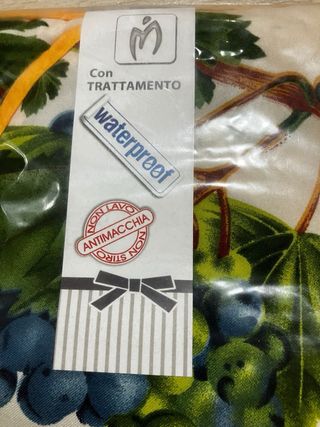 Con
TRATTAMENTO
waterproof
NON LAVO
ANTIMACCHIA
NON STIRO